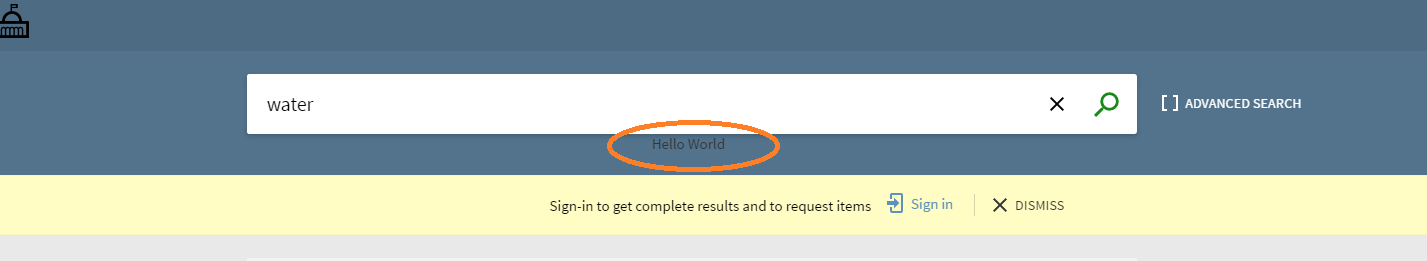 water
ADVANCED SEARCH
Hello World
Sign-in to get complete results and to request items Sign in DISMISS